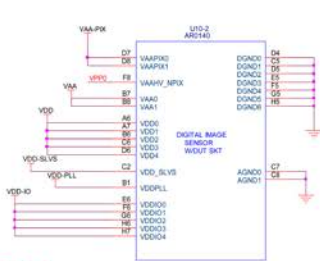 U10-2
AR0140
VAA-PIX
D7 VAAPIX0 DGND0 D4
D8 VAAPIX1 DGND1 C5
DGND2 D5
VPP0 F8 VAAHV_NPIX DGND3 E5
DGND4 F5
VAA B7 VAA0 DGND5 G5
B8 VAA1 DGND6 H5
VDD
A6 VDD0
A7 VDD1
B6 VDD2
C6 VDD3
D6 VDD4
DIGITAL IMAGE
SENSOR
W/DUT SKT
VDD-SLVS C2 VDD_SLVS AGND0 C7
AGND1 C8
VDD-PLL B1 VDDPLL
VDD-IO
E6 VDDIO0
F6 VDDIO1
G6 VDDIO2
H6 VDDIO3
H7 VDDIO4